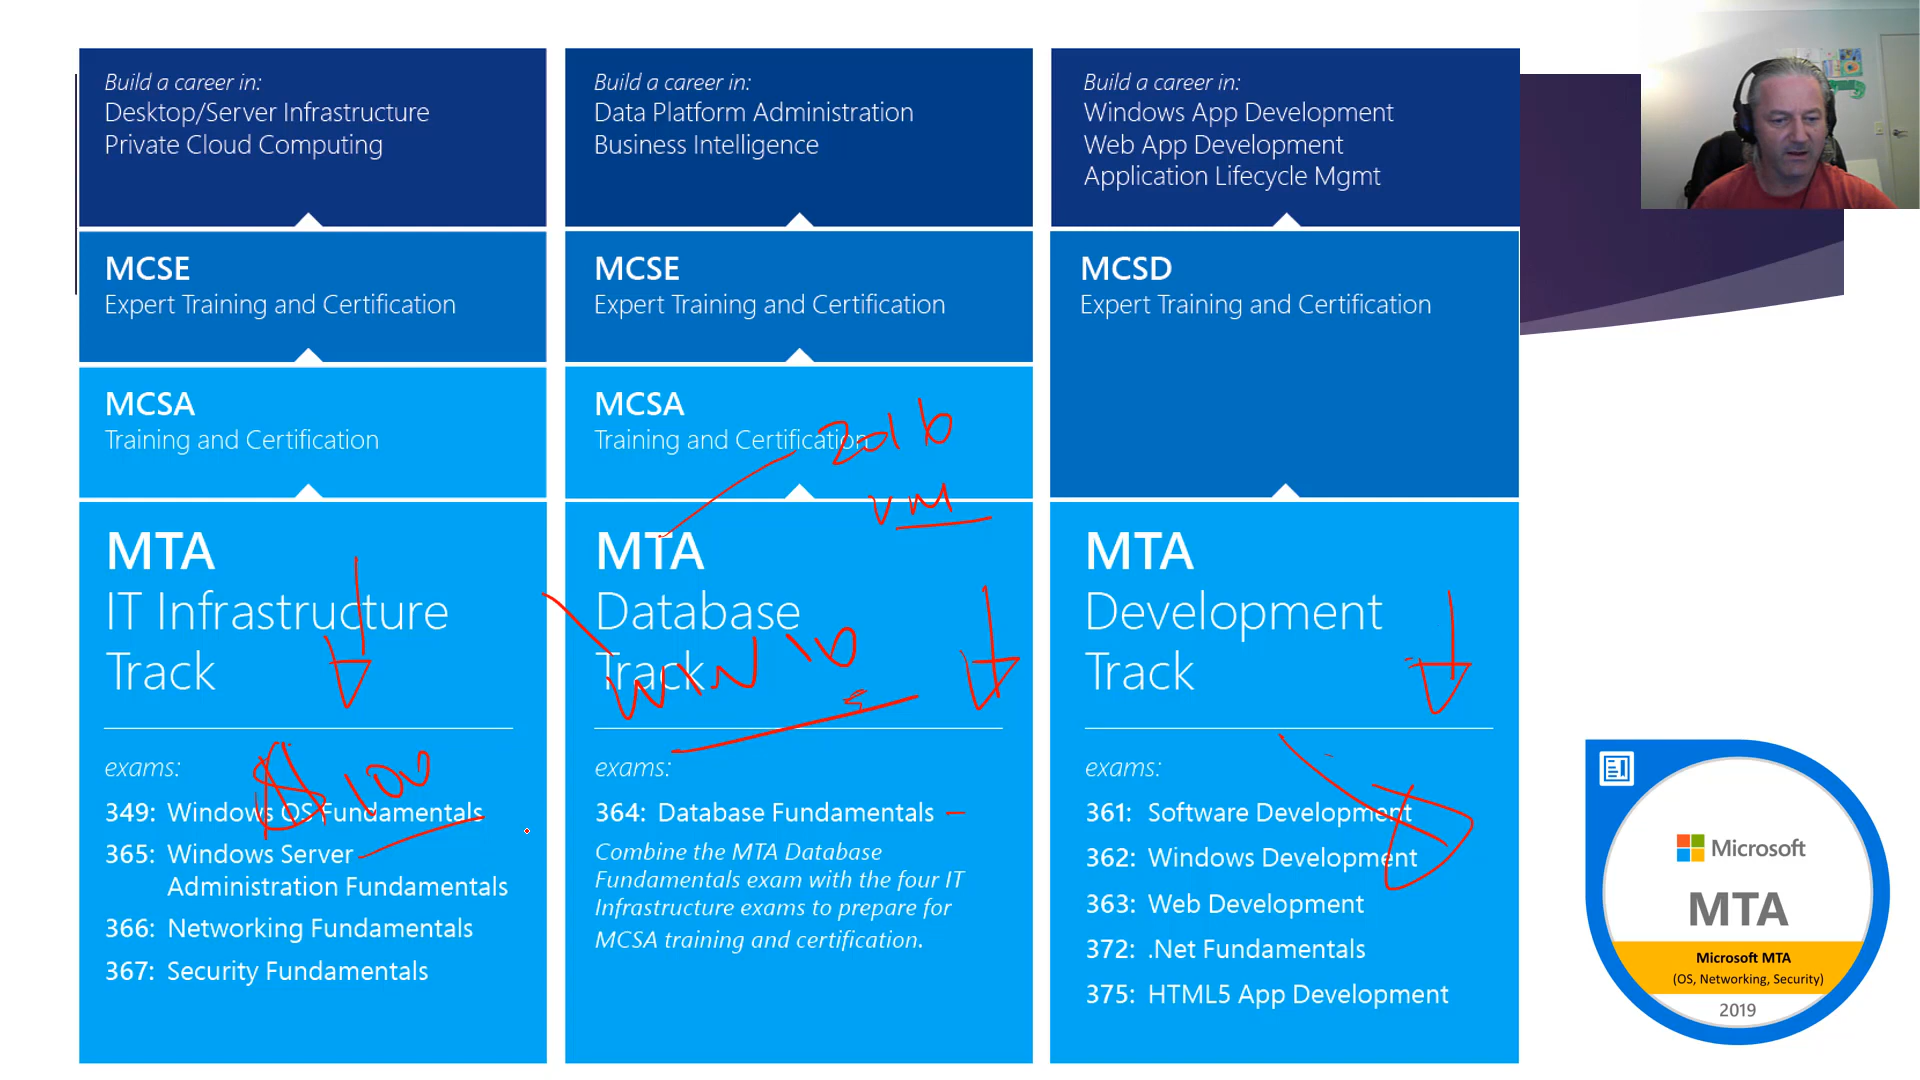 Build a career in:
Desktop/Server Infrastructure
Private Cloud Computing
MCSE
Expert Training and Certification
MCSA
Training and Certification
MTA
IT Infrastructure
Track
$100
exams:
349: Windows OS Fundamentals
365: Windows Server
Administration Fundamentals
366: Networking Fundamentals
367: Security Fundamentals
Build a career in:
Data Platform Administration
Business Intelligence
MCSE
Expert Training and Certification
MCSA
Training and Certification
2016
VM
MTA
Database
Track
WIN 10
exams:
364: Database Fundamentals
Combine the MTA Database
Fundamentals exam with the four IT
Infrastructure exams to prepare for
MCSA training and certification.
Build a career in:
Windows App Development
Web App Development
Application Lifecycle Mgmt
MCSD
Expert Training and Certification
MTA
Development
Track
exams:
361: Software Development
362: Windows Development
363: Web Development
372: .Net Fundamentals
375: HTML5 App Development
Microsoft
MTA
Microsoft MTA
(OS, Networking, Security)
2019